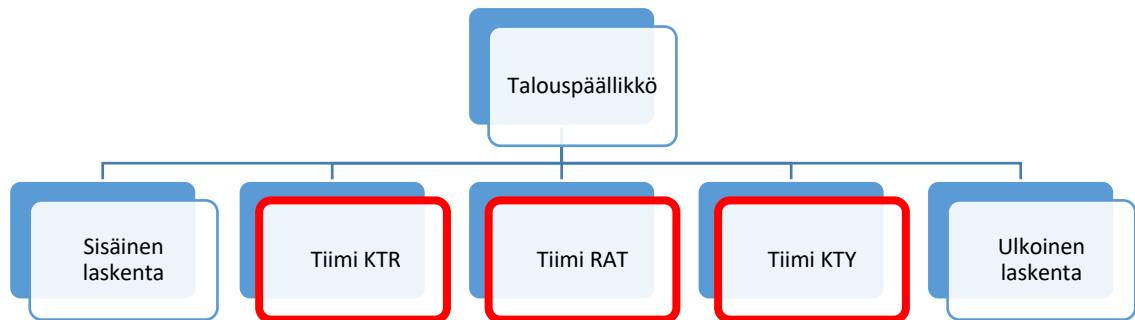 Talouspäällikkö
Sisäinen
laskenta
Tiimi KTR
Tiimi RAT
Tiimi KTY
Ulkoinen
laskenta